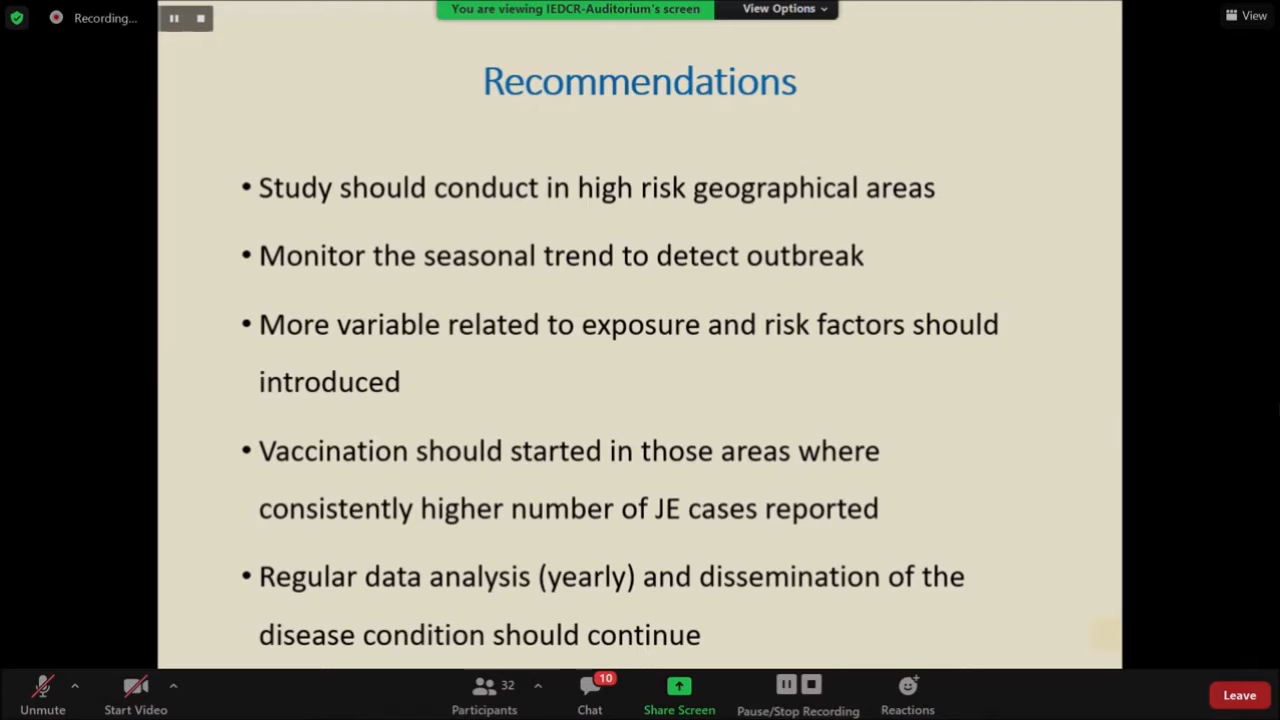 Recording...
You are viewing IEDCR-Auditorium's screen
View Options
View
Recommendations
• Study should conduct in high risk geographical areas
• Monitor the seasonal trend to detect outbreak
• More variable related to exposure and risk factors should
introduced
• Vaccination should started in those areas where
consistently higher number of JE cases reported
• Regular data analysis (yearly) and dissemination of the
disease condition should continue
32
10
Unmute
Start Video
Participants
Chat
Share Screen
Pause/Stop Recording
Reactions
Leave